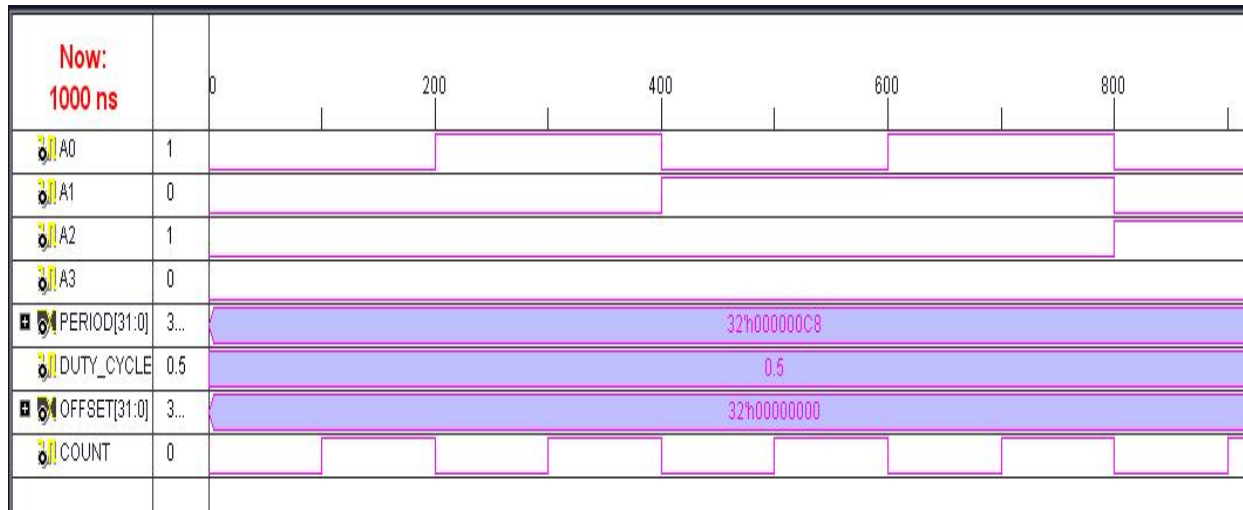 Now:
1000 ns
0 200 400 600 800
A0 1
A1 0
A2 1
A3 0
PERIOD[31:0] 3... 32'h000000C8
DUTY_CYCLE 0.5 0.5
OFFSET[31:0] 3... 32'h00000000
COUNT 0